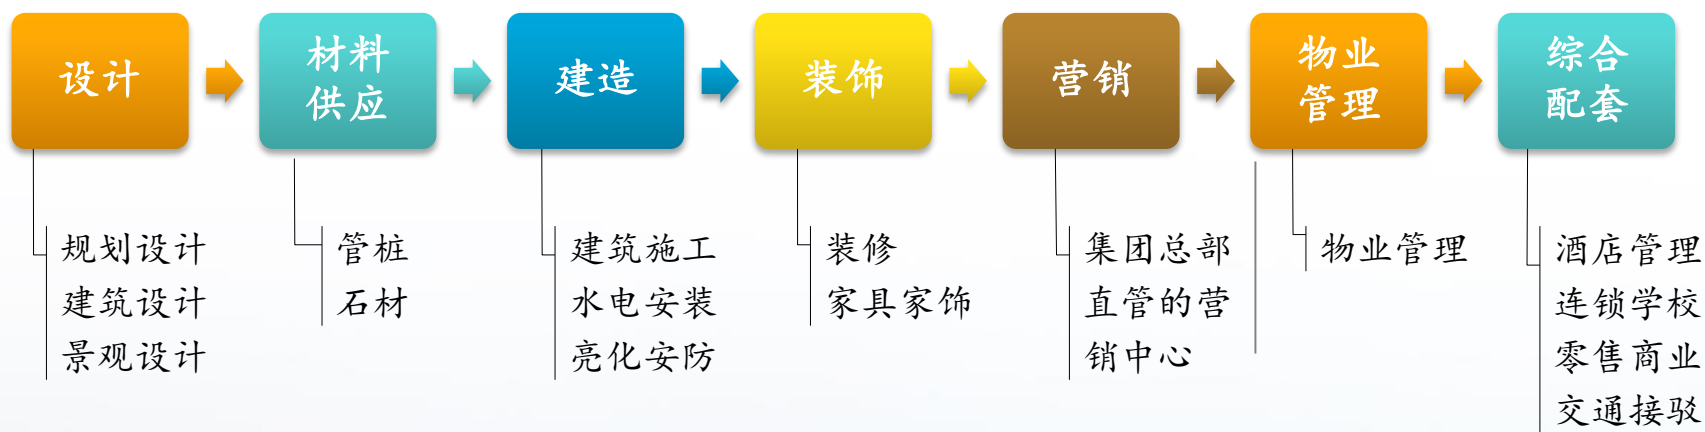 设计
材料
供应
建造
装饰
营销
物业
管理
综合
配套
规划设计
建筑设计
景观设计
管桩
石材
建筑施工
水电安装
亮化安防
装修
家具家饰
集团总部
直管的营
销中心
物业管理
酒店管理
连锁学校
零售商业
交通接驳